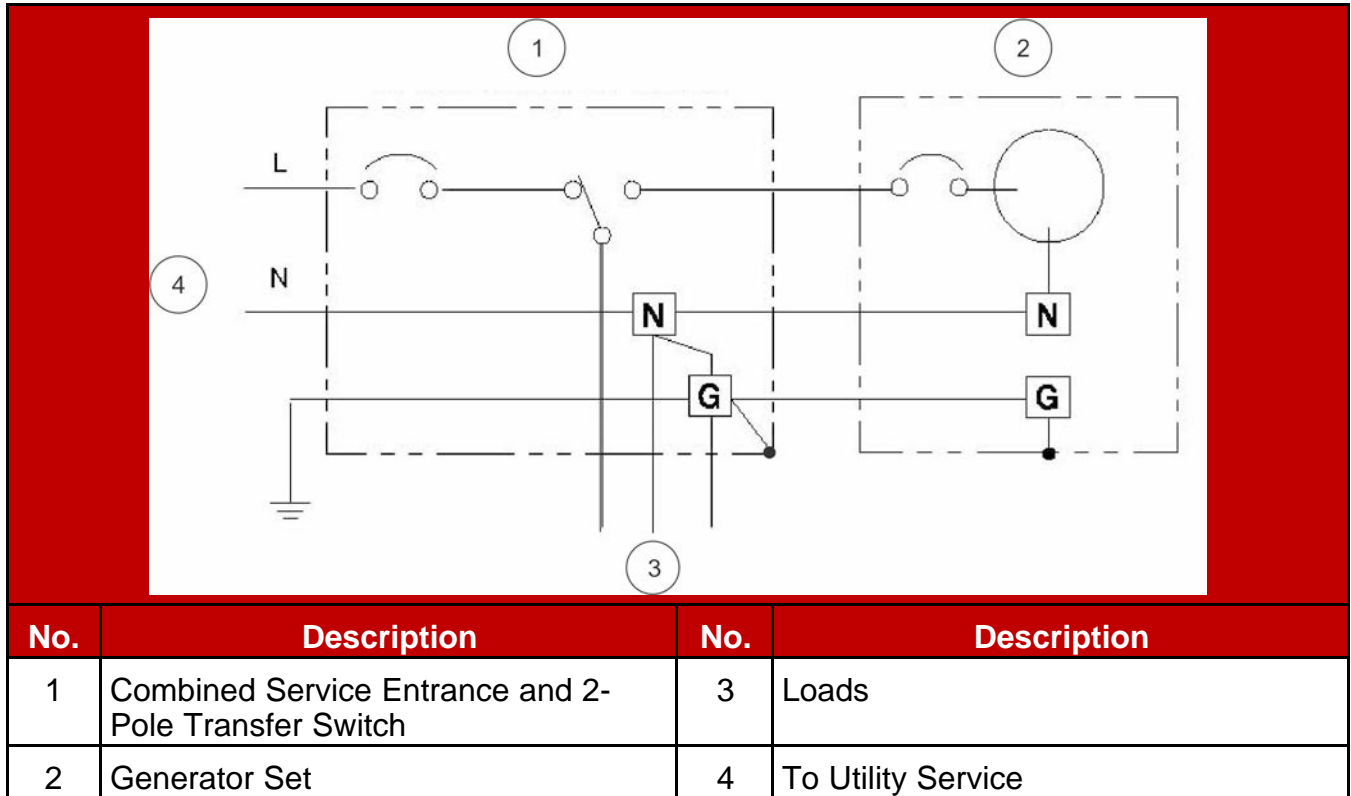 1
2
L
4
N
N
N
G
G
3
No. Description No. Description
1 Combined Service Entrance and 2-
Pole Transfer Switch
3 Loads
2 Generator Set 4 To Utility Service